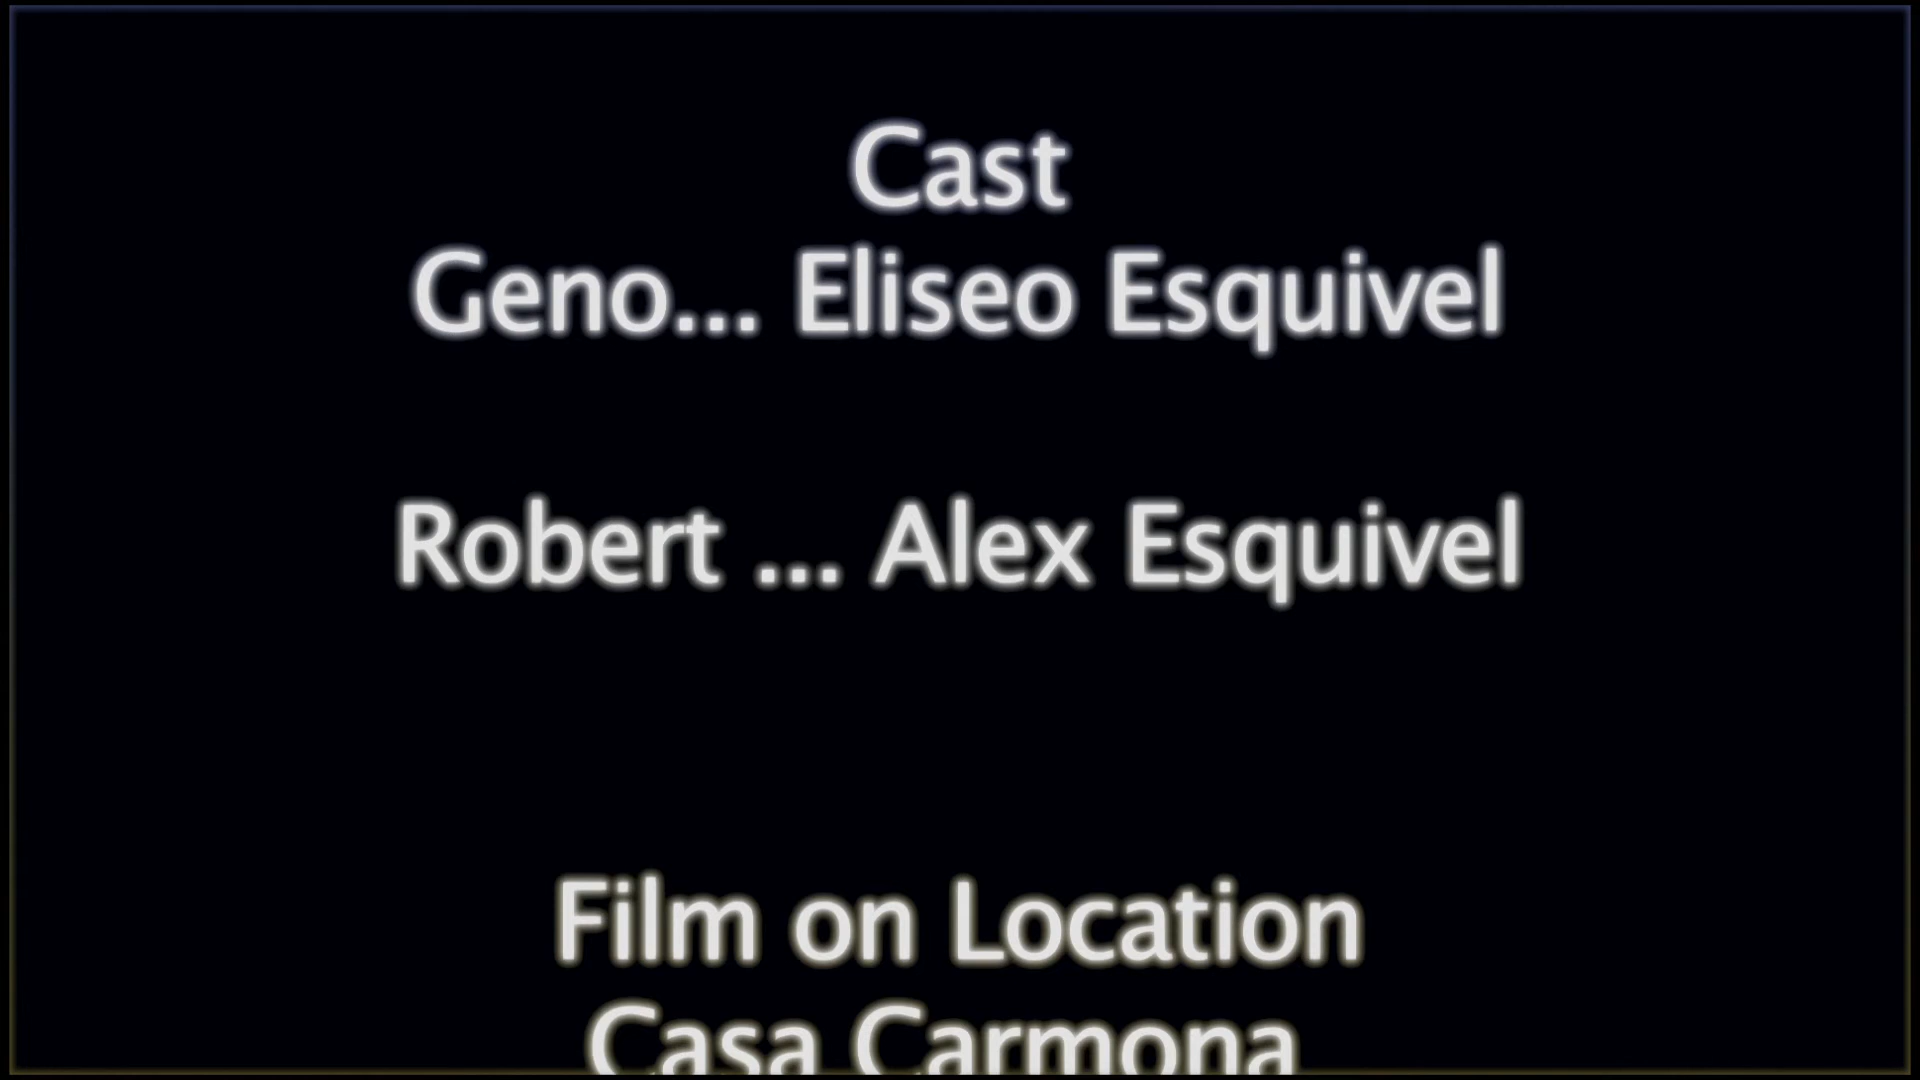 Cast
Geno... Eliseo Esquivel
Robert ... Alex Esquivel
Film on Location
Casa Carmona